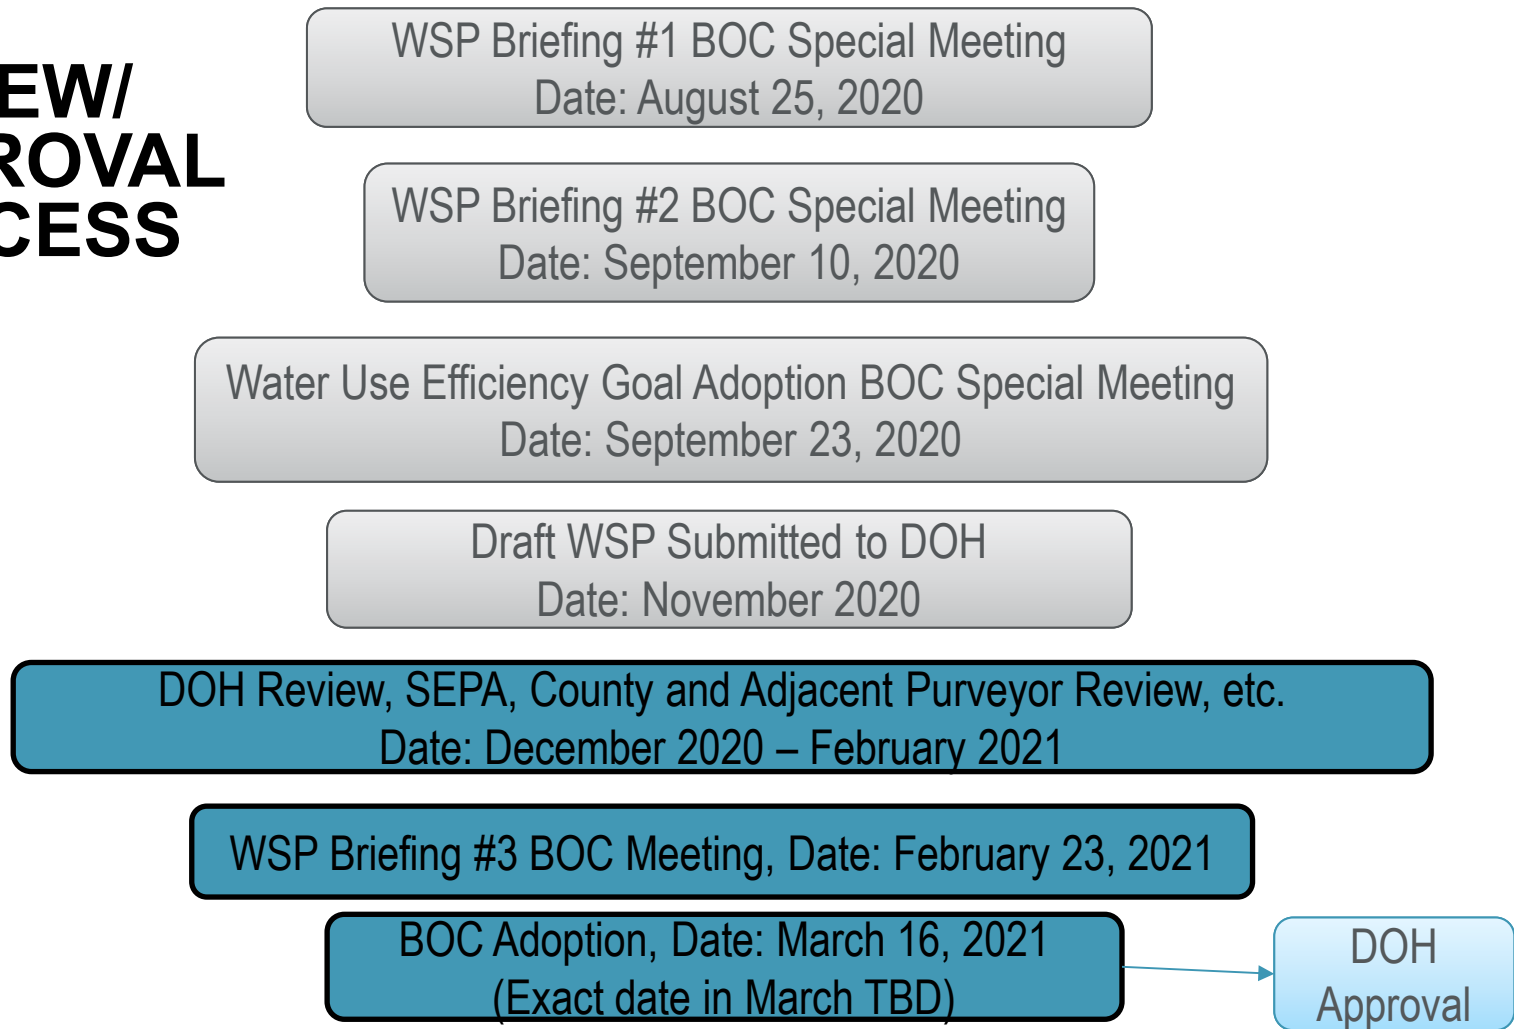 EW/
ROVAL
CESS
WSP Briefing #1 BOC Special Meeting
Date: August 25, 2020
WSP Briefing #2 BOC Special Meeting
Date: September 10, 2020
Water Use Efficiency Goal Adoption BOC Special Meeting
Date: September 23, 2020
Draft WSP Submitted to DOH
Date: November 2020
DOH Review, SEPA, County and Adjacent Purveyor Review, etc.
Date: December 2020 – February 2021
WSP Briefing #3 BOC Meeting, Date: February 23, 2021
BOC Adoption, Date: March 16, 2021
(Exact date in March TBD)
DOH
Approval